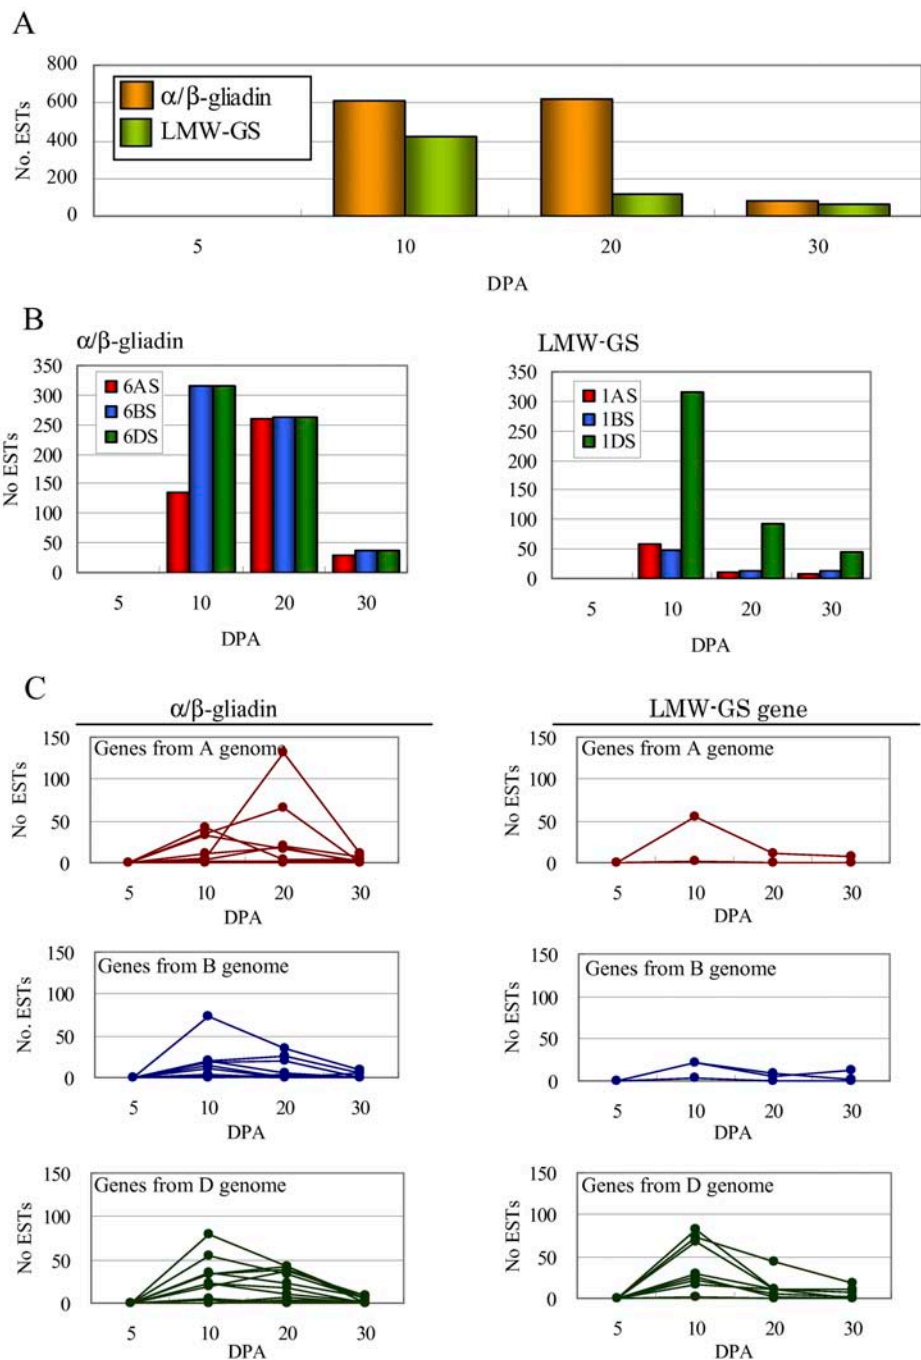 A
800
600
400
200
0
No. ESTs
α/β-gliadin
LMW-GS
5 10 20 30
DPA
B
α/β-gliadin
350
300
250
200
150
100
50
0
No ESTs
6AS
6BS
6DS
5 10 20 30
DPA
LMW-GS
350
300
250
200
150
100
50
0
1AS
1BS
1DS
5 10 20 30
DPA
C
α/β-gliadin
LMW-GS gene
150
100
50
0
No ESTs
Genes from A genome
5 10 20 30
DPA
150
100
50
0
No ESTs
Genes from A genome
5 10 20 30
DPA
150
100
50
0
No. ESTs
Genes from B genome
5 10 20 30
DPA
150
100
50
0
No ESTs
Genes from B genome
5 10 20 30
DPA
150
100
50
0
No ESTs
Genes from D genome
5 10 20 30
DPA
150
100
50
0
No ESTs
Genes from D genome
5 10 20 30
DPA